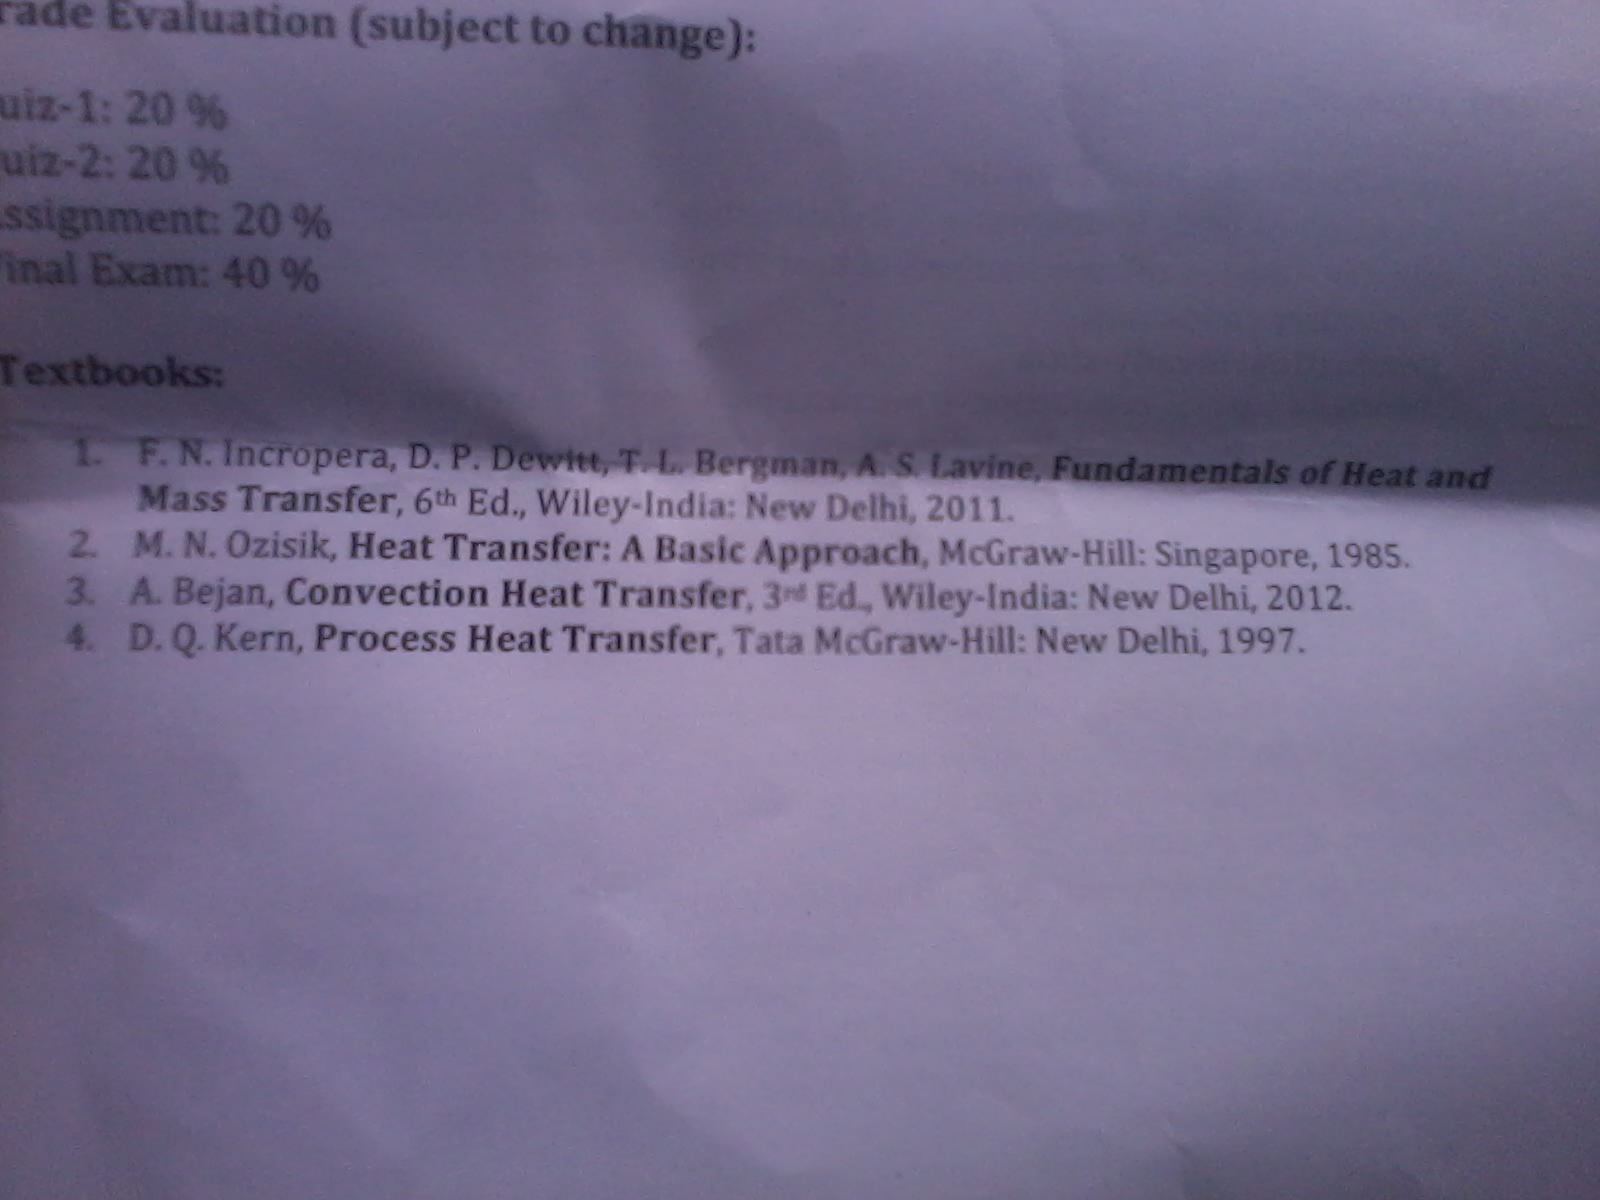 rade Evaluation (subject to change):
uiz-1: 20 %
uiz-2: 20 %
ssignment: 20 %
inal Exam: 40 %
Textbooks:
1. F. N. Incropera, D. P. Dewitt, T. L. Bergman, A. S. Lavine, Fundamentals of Heat and
Mass Transfer, 6th Ed., Wiley-India: New Delhi, 2011.
2. M. N. Ozisik, Heat Transfer: A Basic Approach, McGraw-Hill: Singapore, 1985.
3. A. Bejan, Convection Heat Transfer, 3rd Ed., Wiley-India: New Delhi, 2012.
4. D. Q. Kern, Process Heat Transfer, Tata McGraw-Hill: New Delhi, 1997.